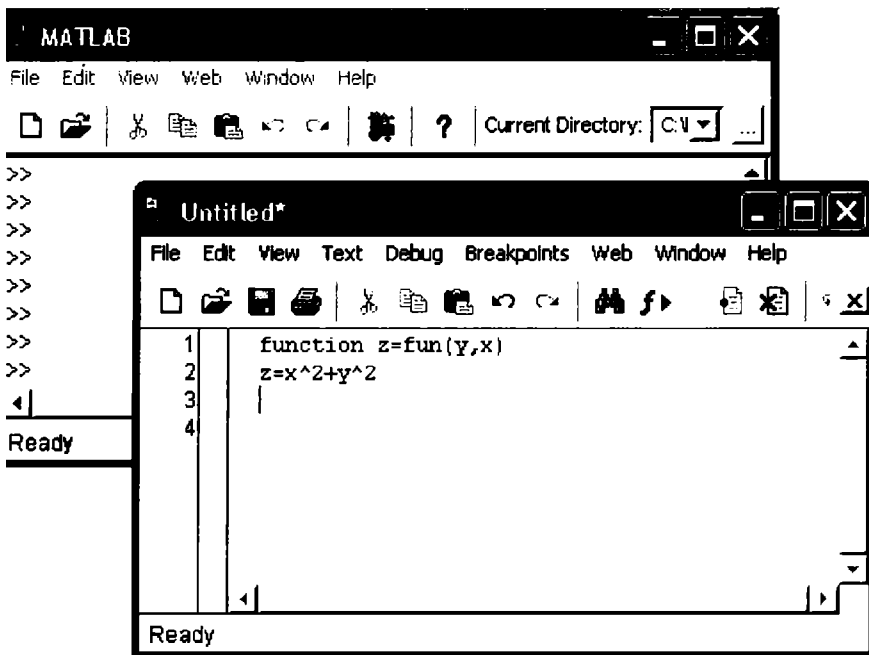 MATLAB
File Edit View Web Window Help
? Current Directory: C:\
...
>>
>>
>>
>>
>>
>>
>>
>>
Ready
Untitled*
File Edit View Text Debug Breakpoints Web Window Help
1 function z=fun(y,x)
2 z=x^2+y^2
3
4
Ready